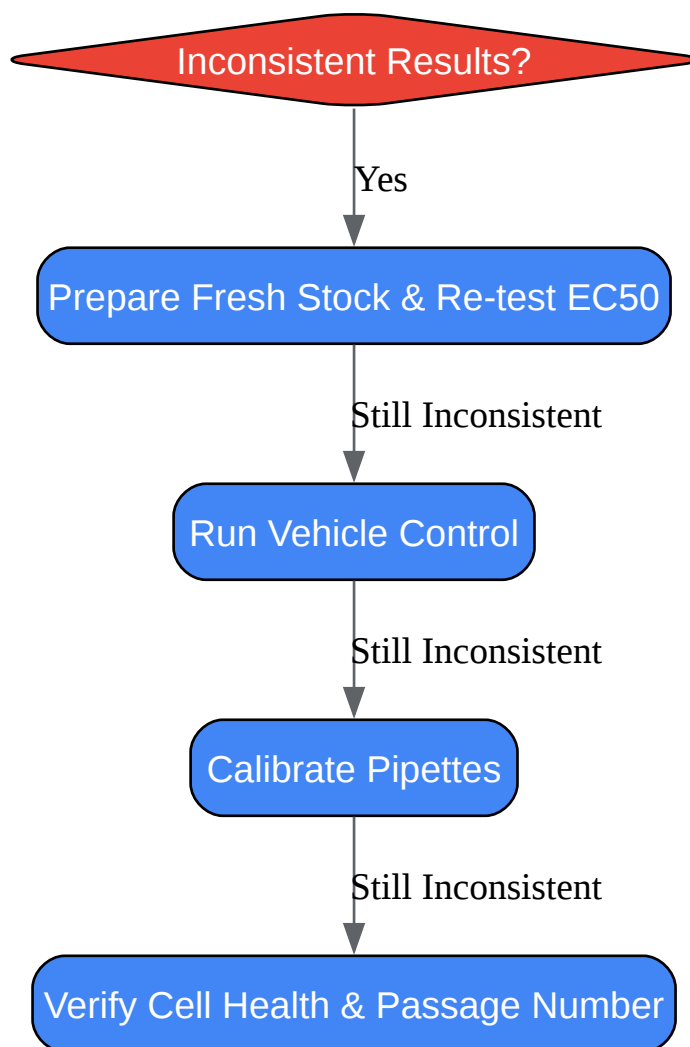 Inconsistent Results?
Yes
Prepare Fresh Stock & Re-test EC50
Still Inconsistent
Run Vehicle Control
Still Inconsistent
Calibrate Pipettes
Still Inconsistent
Verify Cell Health & Passage Number